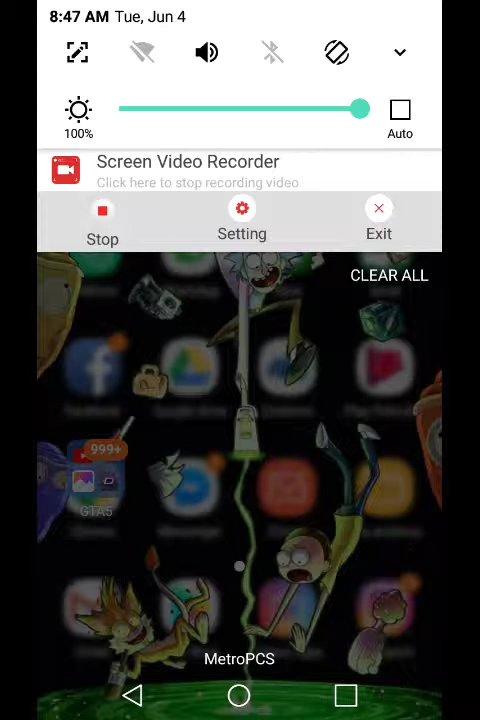 8:47 AM Tue, Jun 4
100%
Auto
Screen Video Recorder
Click here to stop recording video
Stop
Setting
Exit
CLEAR ALL
999+
GTA5
MetroPCS